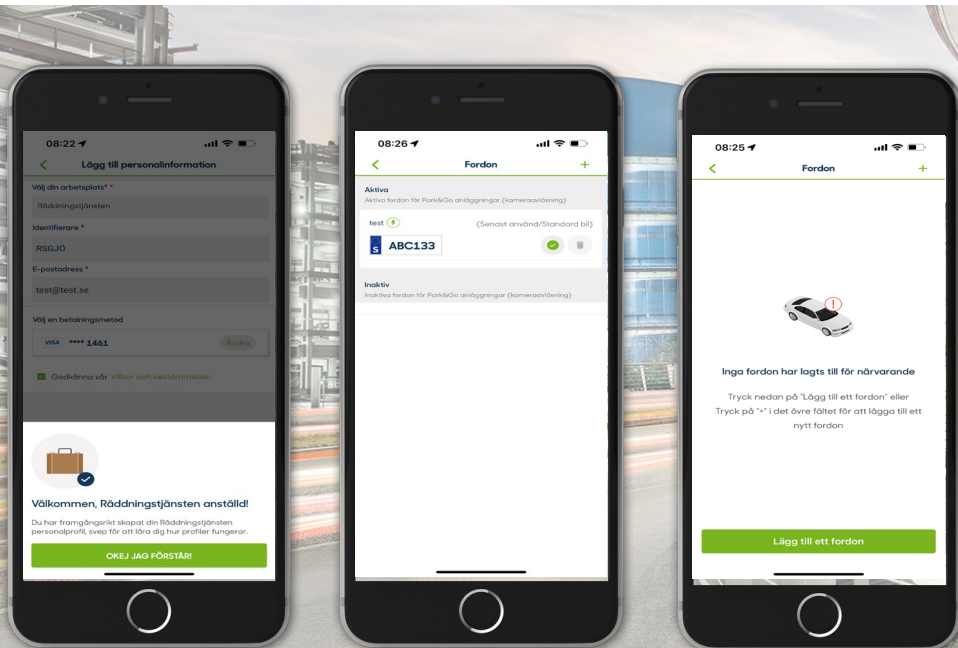 08:22
Lägg till personalinformation
Välj din arbetsplats* *
Räddningstjänsten
Identifierare *
RSGJÖ
E-postadress *
test@test.se
Välj en betalningsmetod
VISA **** 1461 Ändra
Godkänna vår Villkor och bestämmelser
Välkommen, Räddningstjänsten anställd!
Du har framgångsrikt skapat din Räddningstjänsten
personalprofil, svep för att lära dig hur profiler fungerar.
OKEJ JAG FÖRSTÅR!
08:26
Fordon +
Aktiva
Aktiva fordon för Park&Go anläggningar (kameraavläsning)
test (Senast använd/Standard bil)
S ABC133
Inaktiv
Inaktiva fordon för Park&Go anläggningar (kameraavläsning)
08:25
Fordon +
!
Inga fordon har lagts till för närvarande
Tryck nedan på "Lägg till ett fordon" eller
Tryck på "+" i det övre fältet för att lägga till ett
nytt fordon
Lägg till ett fordon